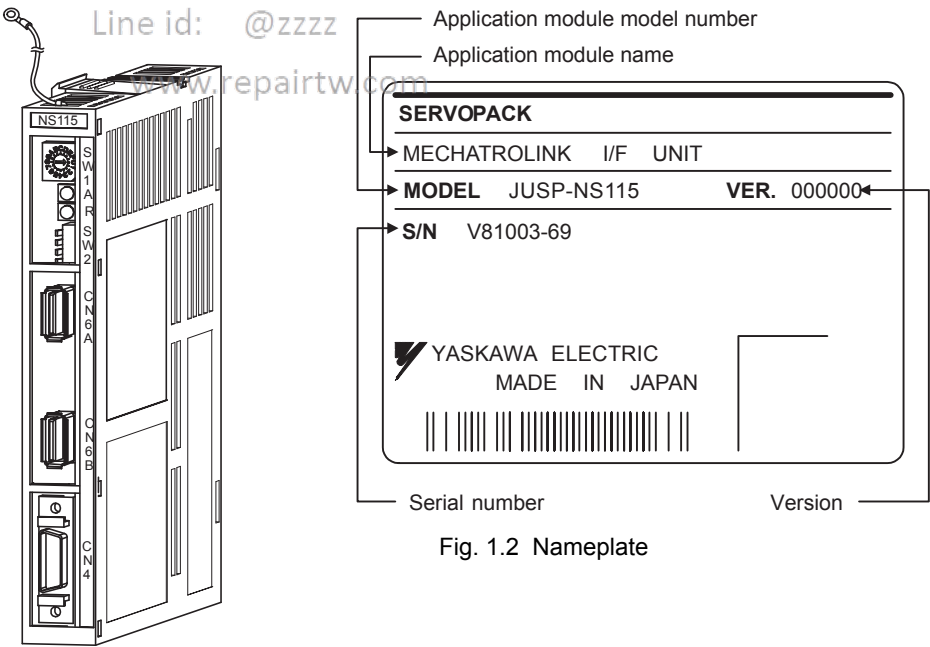 Line id: @zzzz
www.repairtw.com
Application module model number
Application module name
NS115
SW1
A
R
SW2
CN6A
CN6B
CN4
SERVOPACK
MECHATROLINK I/F UNIT
MODEL JUSP-NS115 VER. 000000
S/N V81003-69
YASKAWA ELECTRIC
MADE IN JAPAN
Serial number
Version
Fig. 1.2 Nameplate